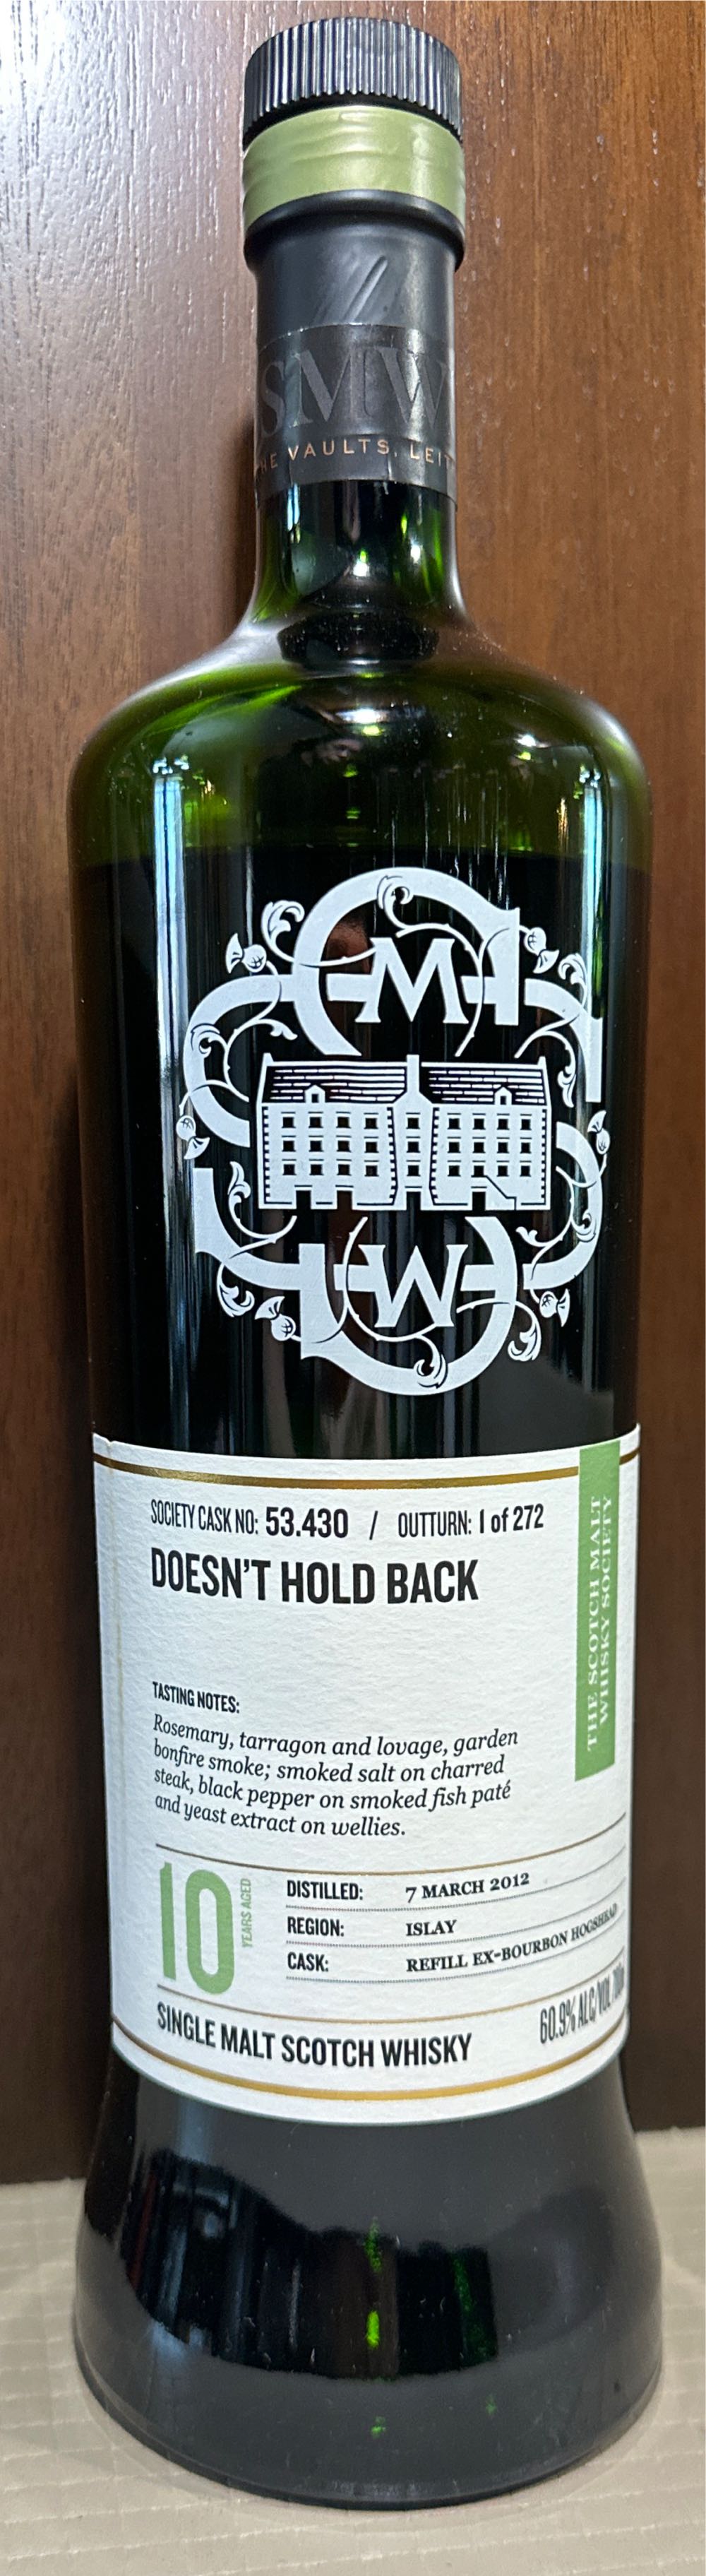 SMW
HE VAULTS, LEIT
M
W
SOCIETY CASK NO: 53.430 / OUTTURN: 1 of 272
DOESN'T HOLD BACK
THE SCOTCH MALT
WHISKY SOCIETY
TASTING NOTES:
Rosemary, tarragon and lovage, garden
bonfire smoke; smoked salt on charred
steak, black pepper on smoked fish paté
and yeast extract on wellies.
10 YEARS AGED
DISTILLED: 7 MARCH 2012
REGION: ISLAY
CASK: REFILL EX-BOURBON HOGSHEAD
SINGLE MALT SCOTCH WHISKY
60.9% ALC/VOL